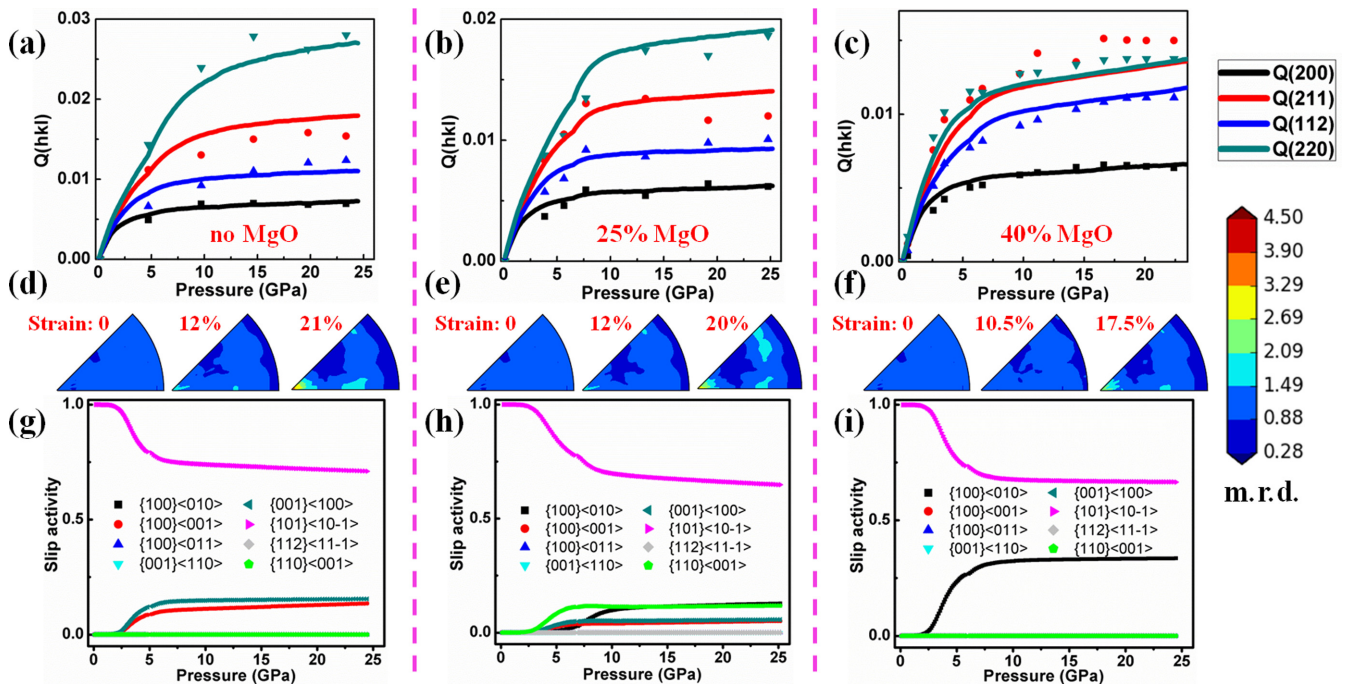 (a)
0.03
0.02
0.01
0.00
Q(hkl)
0 5 10 15 20 25
Pressure (GPa)
no MgO
(b)
0.02
0.01
0.00
Q(hkl)
0 5 10 15 20 25
Pressure (GPa)
25% MgO
(c)
0.01
0.00
Q(hkl)
0 5 10 15 20
Pressure (GPa)
40% MgO
Q(200)
Q(211)
Q(112)
Q(220)
(d)
Strain: 0 12% 21%
(e)
Strain: 0 12% 20%
(f)
Strain: 0 10.5% 17.5%
4.50
3.90
3.29
2.69
2.09
1.49
0.88
0.28
m.r.d.
(g)
1.0
0.5
0.0
Slip activity
{100}<010> {001}<100>
{100}<001> {101}<10-1>
{100}<011> {112}<11-1>
{001}<110> {110}<001>
0 5 10 15 20 25
Pressure (GPa)
(h)
1.0
0.5
0.0
Slip activity
{100}<010> {001}<100>
{100}<001> {101}<10-1>
{100}<011> {112}<11-1>
{001}<110> {110}<001>
0 5 10 15 20 25
Pressure (GPa)
(i)
1.0
0.5
0.0
Slip activity
{100}<010> {001}<100>
{100}<001> {101}<10-1>
{100}<011> {112}<11-1>
{001}<110> {110}<001>
0 5 10 15 20 25
Pressure (GPa)